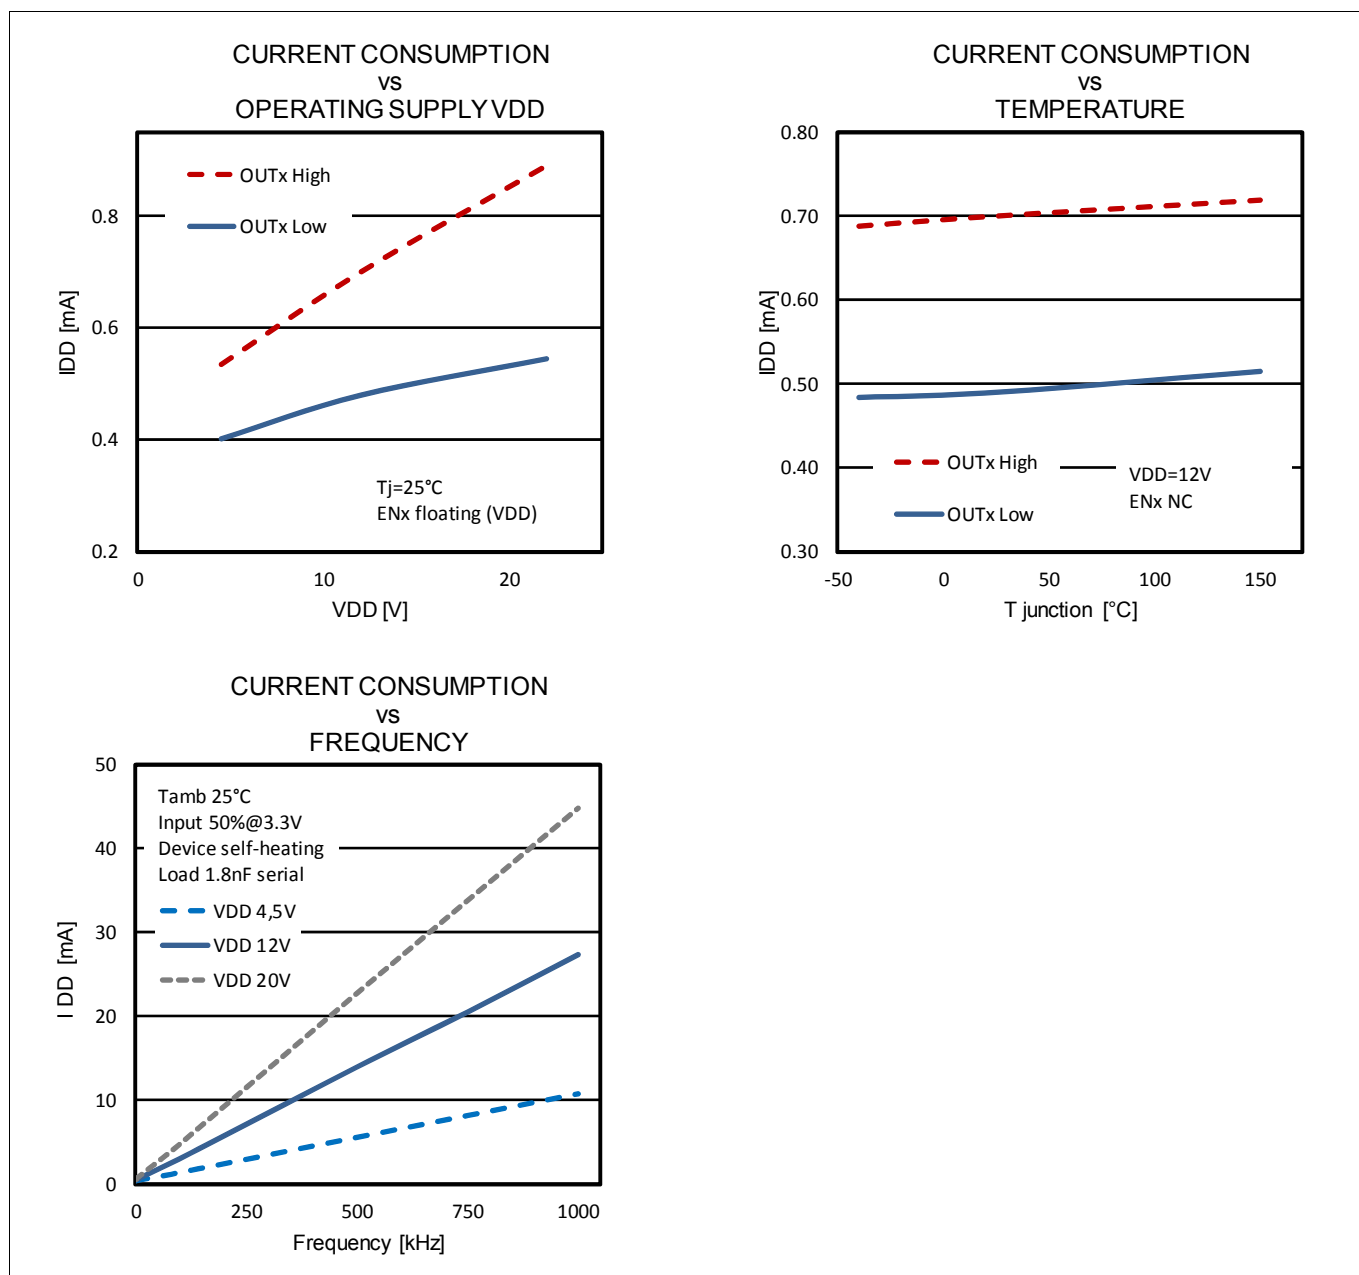 CURRENT CONSUMPTION
vs
OPERATING SUPPLY VDD
OUTx High
OUTx Low
0.8
0.6
0.4
0.2
IDD [mA]
Tj=25°C
ENx floating (VDD)
0 10 20
VDD [V]
CURRENT CONSUMPTION
vs
TEMPERATURE
0.80
0.70
0.60
0.50
0.40
0.30
IDD [mA]
OUTx High
OUTx Low
VDD=12V
ENx NC
-50 0 50 100 150
T junction [°C]
CURRENT CONSUMPTION
vs
FREQUENCY
50
40
30
20
10
0
I DD [mA]
Tamb 25°C
Input 50%@3.3V
Device self-heating
Load 1.8nF serial
VDD 4,5V
VDD 12V
VDD 20V
0 250 500 750 1000
Frequency [kHz]